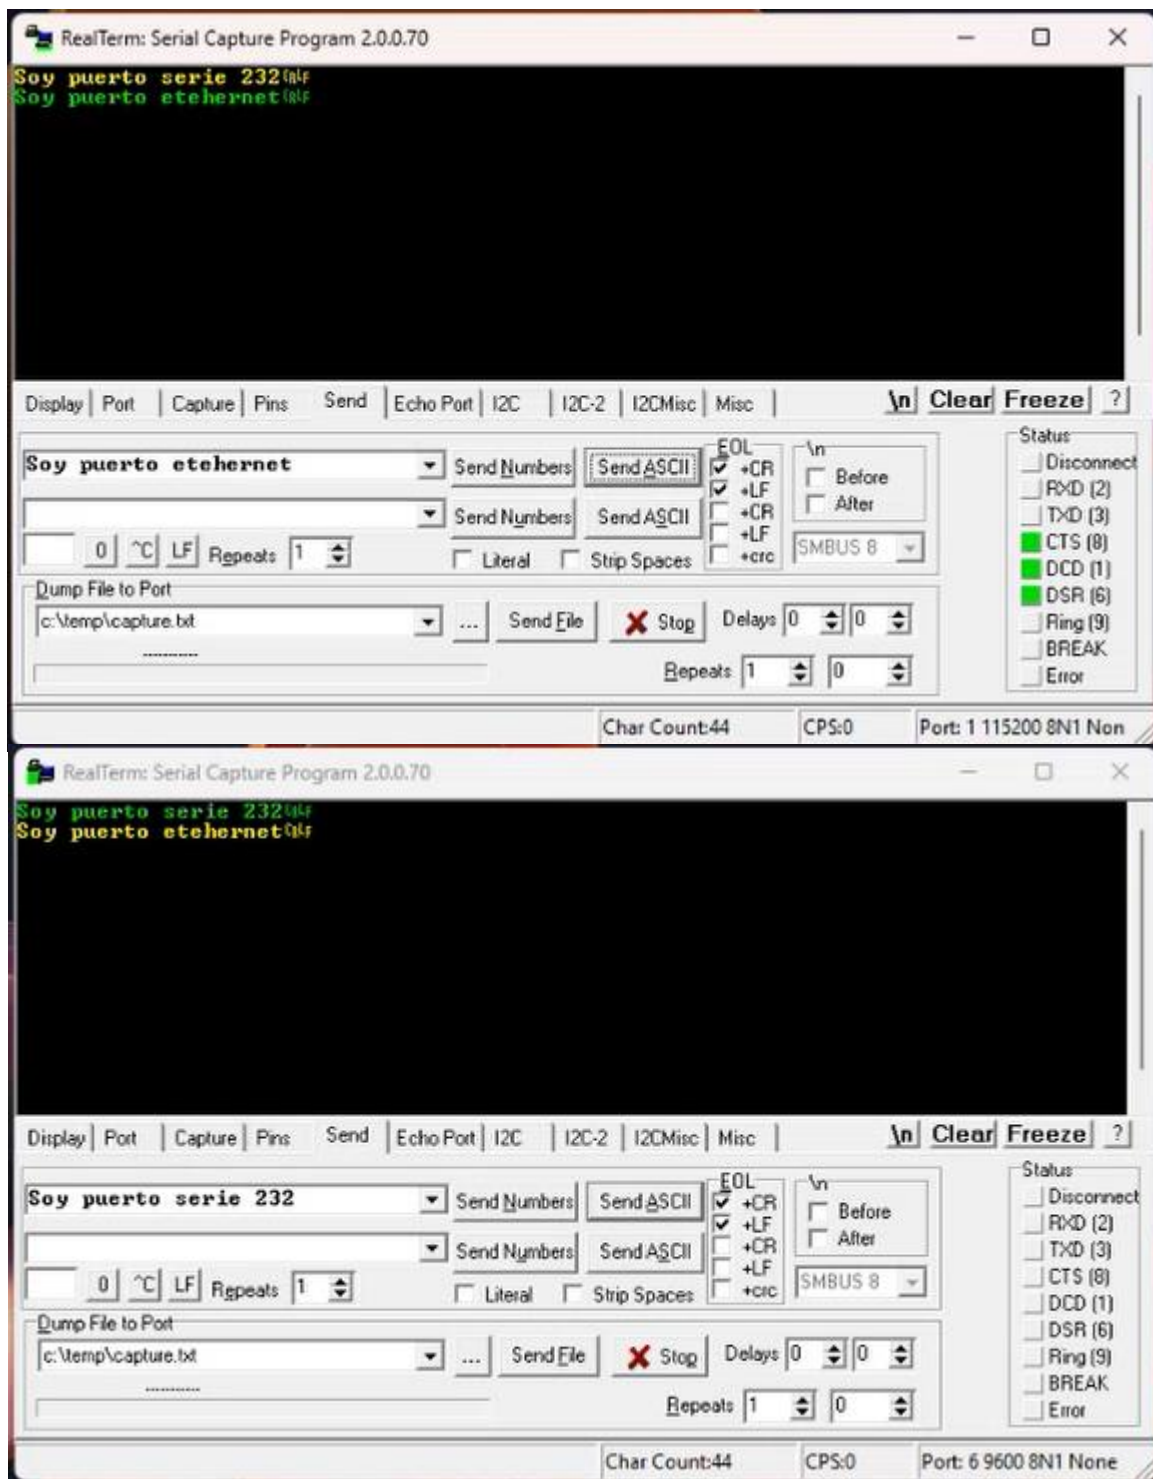 RealTerm: Serial Capture Program 2.0.0.70
Soy puerto serie 232CRLF
Soy puerto etehernetCRLF
Display Port Capture Pins Send Echo Port I2C I2C-2 I2CMisc Misc \n Clear Freeze ?
Soy puerto etehernet Send Numbers Send ASCII
EOL
+CR
+LF
+CR
+LF
+crc
\n
Before
After
Send Numbers Send ASCII
0 ^C LF Repeats 1
Literal Strip Spaces
SMBUS 8
Status
Disconnect
RXD (2)
TXD (3)
CTS (8)
DCD (1)
DSR (6)
Ring (9)
BREAK
Error
Dump File to Port
c:\temp\capture.txt ... Send File Stop Delays 0 0
Repeats 1 0
Char Count:44 CPS:0 Port: 1 115200 8N1 Non
RealTerm: Serial Capture Program 2.0.0.70
Soy puerto serie 232CRLF
Soy puerto etehernetCRLF
Display Port Capture Pins Send Echo Port I2C I2C-2 I2CMisc Misc \n Clear Freeze ?
Soy puerto serie 232 Send Numbers Send ASCII
EOL
+CR
+LF
+CR
+LF
+crc
\n
Before
After
Send Numbers Send ASCII
0 ^C LF Repeats 1
Literal Strip Spaces
SMBUS 8
Status
Disconnect
RXD (2)
TXD (3)
CTS (8)
DCD (1)
DSR (6)
Ring (9)
BREAK
Error
Dump File to Port
c:\temp\capture.txt ... Send File Stop Delays 0 0
Repeats 1 0
Char Count:44 CPS:0 Port: 6 9600 8N1 None